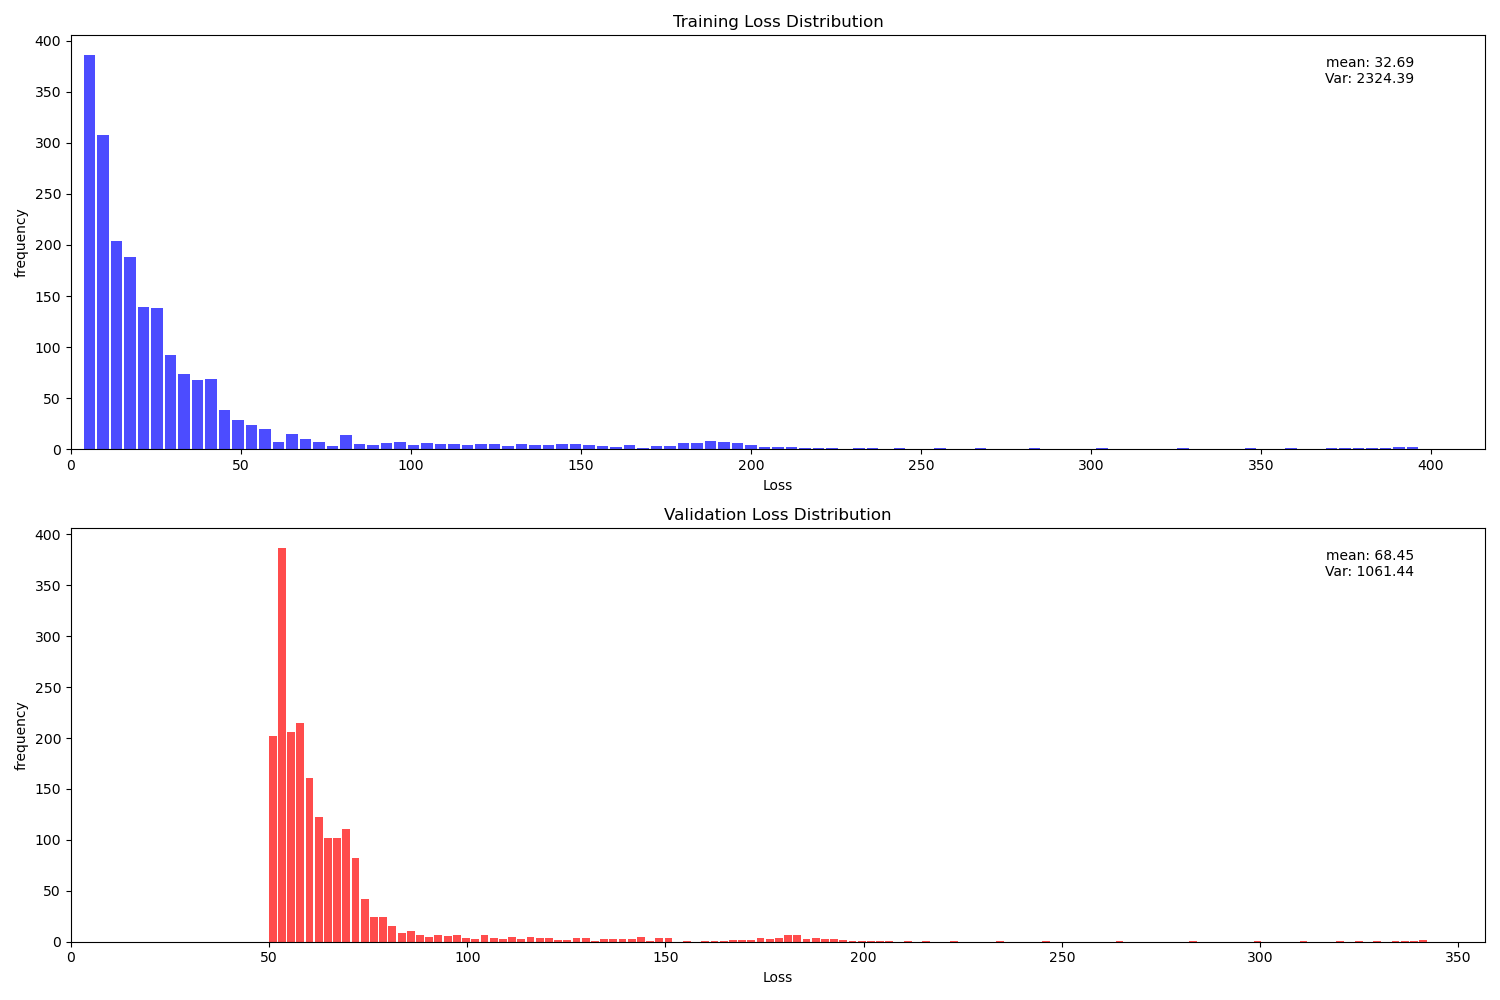 Training Loss Distribution
400
350
300
250
200
150
100
50
0
frequency
mean: 32.69
Var: 2324.39
0 50 100 150 200 250 300 350 400
Loss
Validation Loss Distribution
400
350
300
250
200
150
100
50
0
frequency
mean: 68.45
Var: 1061.44
0 50 100 150 200 250 300 350
Loss